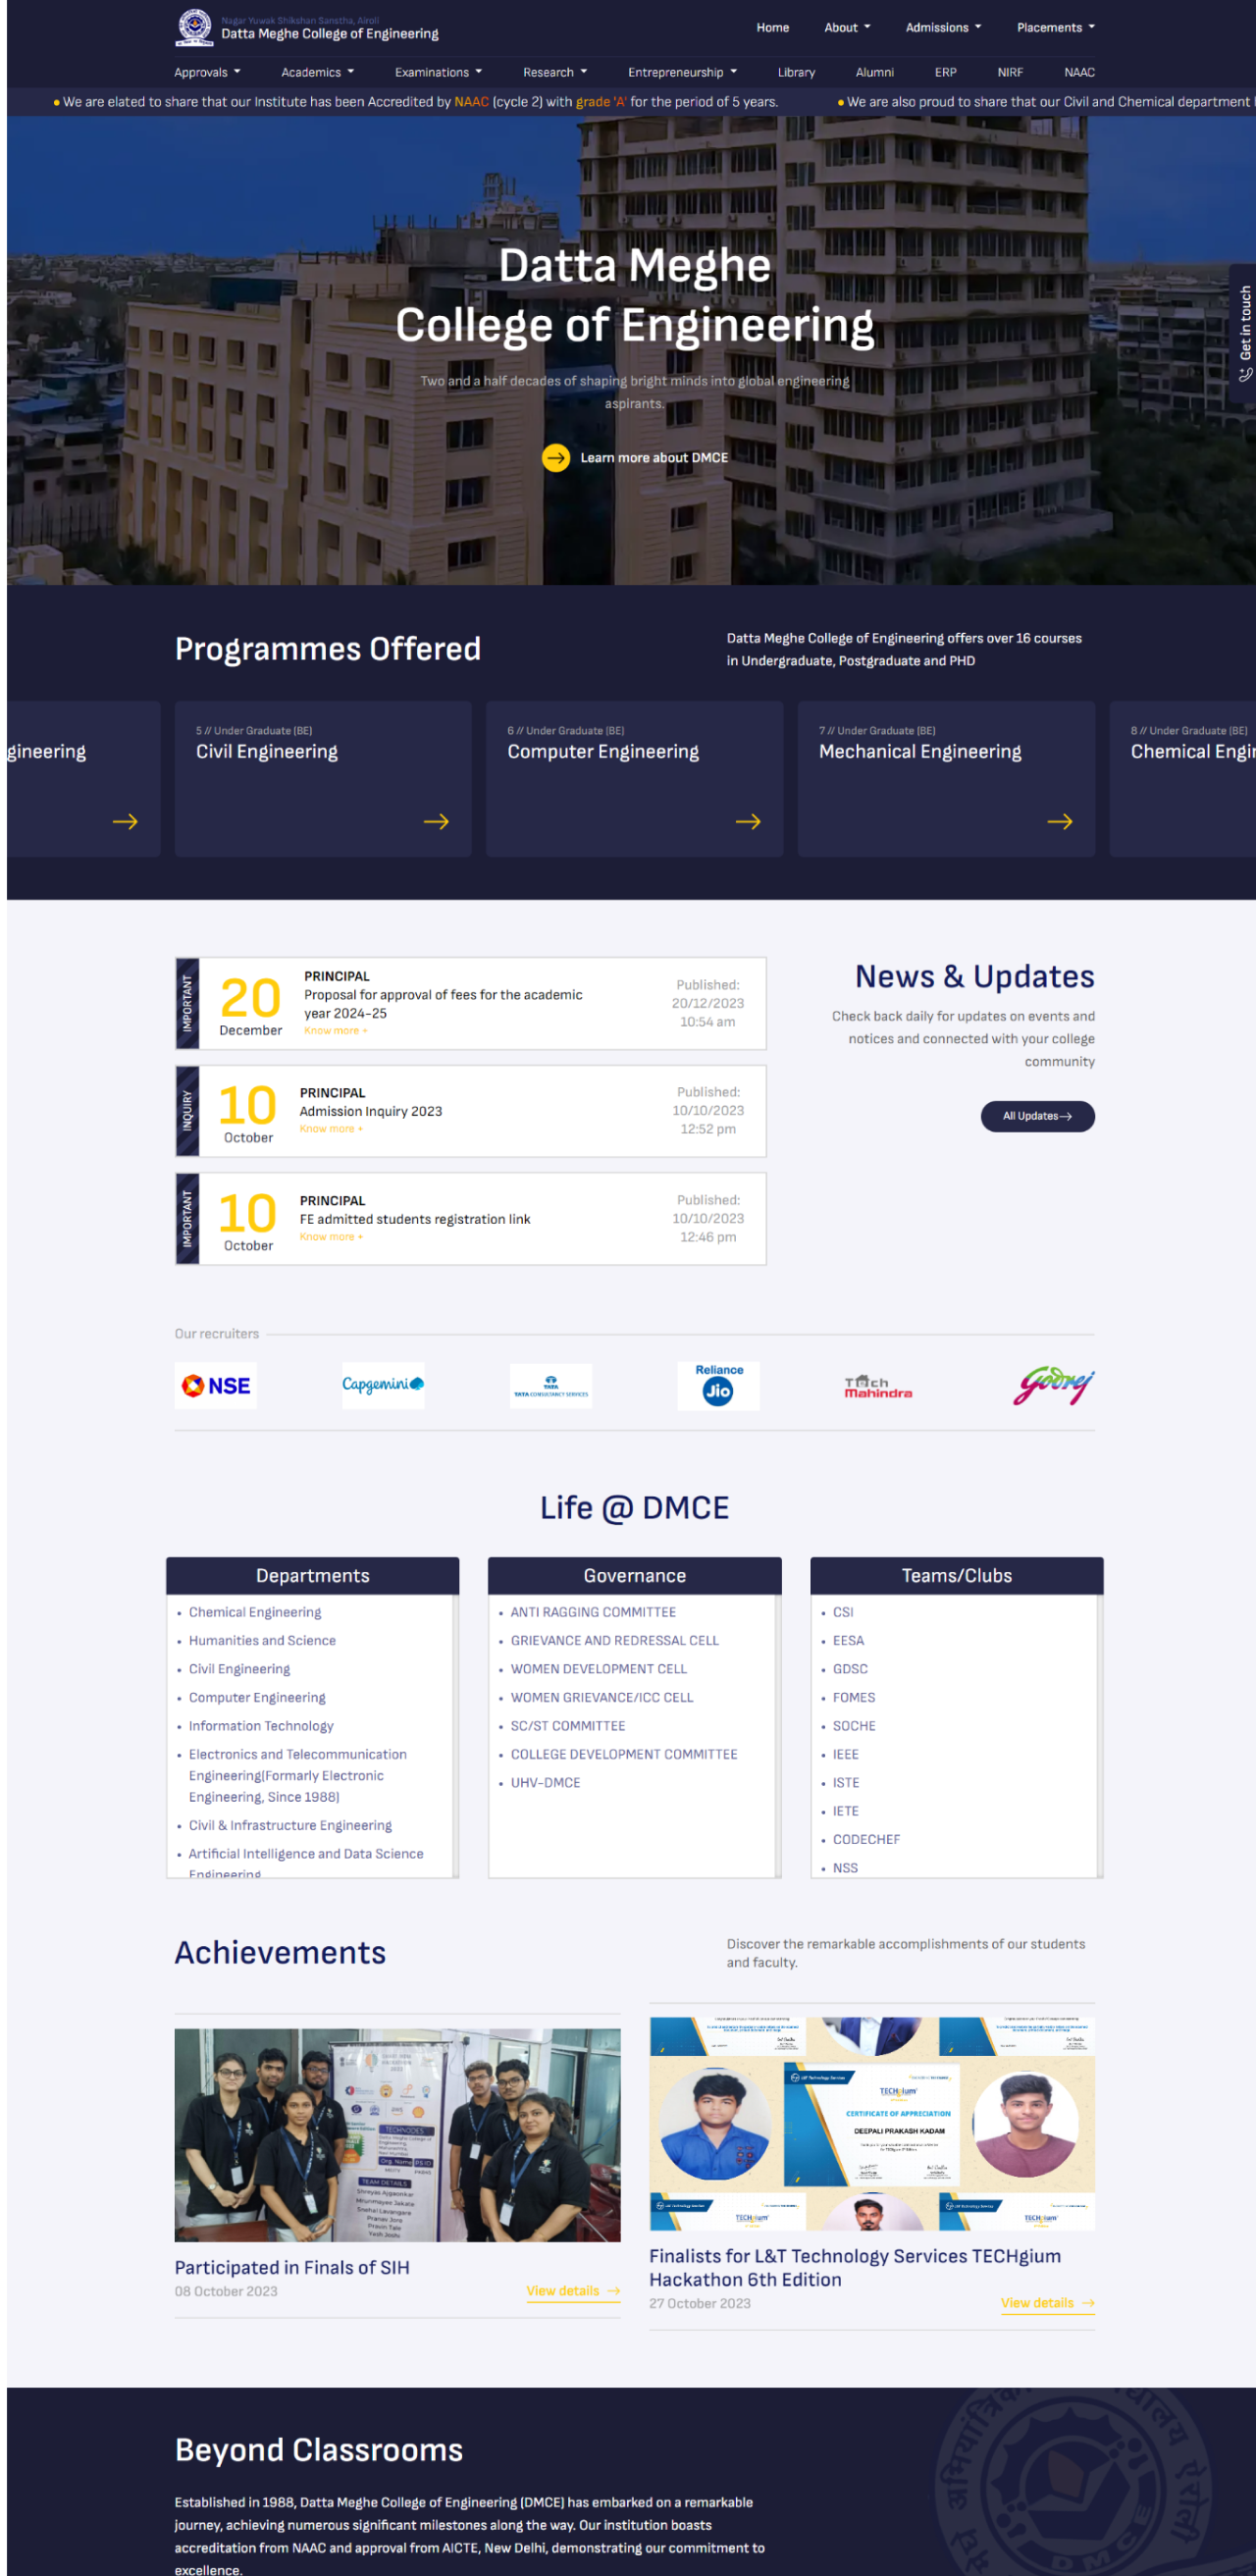 Nagar Yuwak Shikshan Sanstha, Airoli
Datta Meghe College of Engineering
Home
About
Admissions
Placements
Approvals
Academics
Examinations
Research
Entrepreneurship
Library
Alumni
ERP
NIRF
NAAC
• We are elated to share that our Institute has been Accredited by NAAC (cycle 2) with grade 'A' for the period of 5 years.
• We are also proud to share that our Civil and Chemical department
Datta Meghe
College of Engineering
Two and a half decades of shaping bright minds into global engineering
aspirants.
Learn more about DMCE
Get in touch
Programmes Offered
Datta Meghe College of Engineering offers over 16 courses
in Undergraduate, Postgraduate and PHD
gineering
5 // Under Graduate (BE)
Civil Engineering
6 // Under Graduate (BE)
Computer Engineering
7 // Under Graduate (BE)
Mechanical Engineering
8 // Under Graduate (BE)
Chemical Engi
IMPORTANT
20
December
PRINCIPAL
Proposal for approval of fees for the academic
year 2024-25
Know more +
Published:
20/12/2023
10:54 am
INQUIRY
10
October
PRINCIPAL
Admission Inquiry 2023
Know more +
Published:
10/10/2023
12:52 pm
IMPORTANT
10
October
PRINCIPAL
FE admitted students registration link
Know more +
Published:
10/10/2023
12:46 pm
News & Updates
Check back daily for updates on events and
notices and connected with your college
community
All Updates→
Our recruiters
NSE
Capgemini
TATA
TATA CONSULTANCY SERVICES
Reliance
Jio
Tech
Mahindra
Godrej
Life @ DMCE
Departments
• Chemical Engineering
• Humanities and Science
• Civil Engineering
• Computer Engineering
• Information Technology
• Electronics and Telecommunication
Engineering(Formarly Electronic
Engineering, Since 1988)
• Civil & Infrastructure Engineering
• Artificial Intelligence and Data Science
Engineering
Governance
• ANTI RAGGING COMMITTEE
• GRIEVANCE AND REDRESSAL CELL
• WOMEN DEVELOPMENT CELL
• WOMEN GRIEVANCE/ICC CELL
• SC/ST COMMITTEE
• COLLEGE DEVELOPMENT COMMITTEE
• UHV-DMCE
Teams/Clubs
• CSI
• EESA
• GDSC
• FOMES
• SOCHE
• IEEE
• ISTE
• IETE
• CODECHEF
• NSS
Achievements
Discover the remarkable accomplishments of our students
and faculty.
TECHNODES
TEAM DETAILS
TECHgium
CERTIFICATE OF APPRECIATION
DEEPALI PRAKASH KADAM
TECHgium
TECHgium
Participated in Finals of SIH
08 October 2023
View details →
Finalists for L&T Technology Services TECHgium
Hackathon 6th Edition
27 October 2023
View details →
Beyond Classrooms
Established in 1988, Datta Meghe College of Engineering (DMCE) has embarked on a remarkable
journey, achieving numerous significant milestones along the way. Our institution boasts
accreditation from NAAC and approval from AICTE, New Delhi, demonstrating our commitment to
excellence.
DMCE